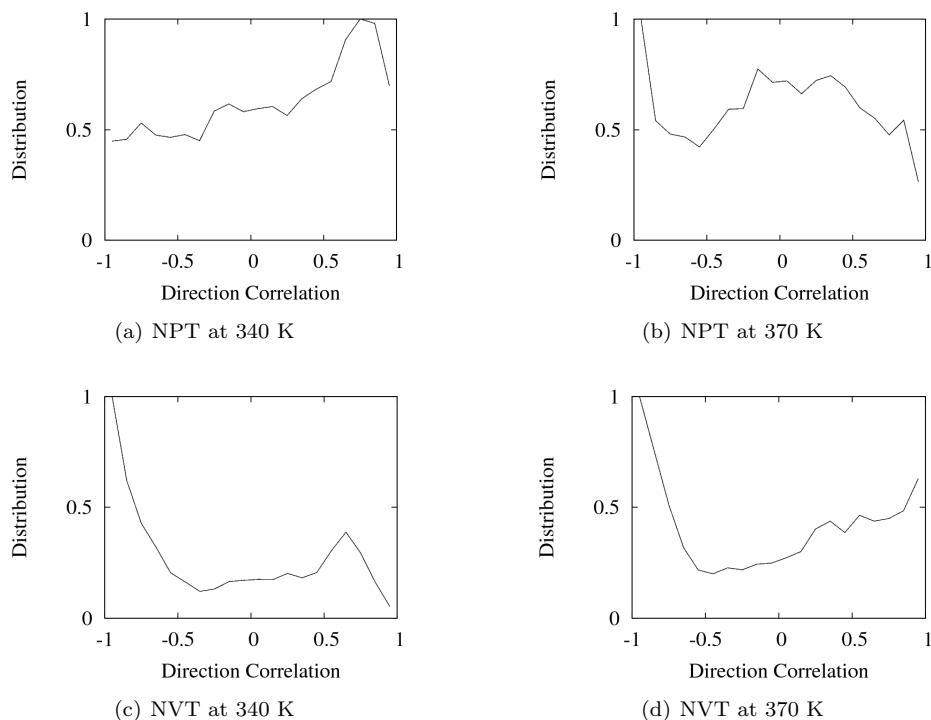 1
0.5
0
Distribution
-1
-0.5
0
0.5
1
Direction Correlation
(a) NPT at 340 K
1
0.5
0
Distribution
-1
-0.5
0
0.5
1
Direction Correlation
(b) NPT at 370 K
1
0.5
0
Distribution
-1
-0.5
0
0.5
1
Direction Correlation
(c) NVT at 340 K
1
0.5
0
Distribution
-1
-0.5
0
0.5
1
Direction Correlation
(d) NVT at 370 K